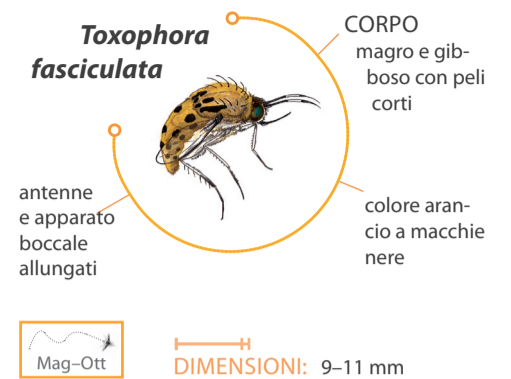 Toxophora
fasciculata
CORPO
magro e gib-
boso con peli
corti
antenne
e apparato
boccale
allungati
colore aran-
cio a macchie
nere
Mag–Ott
DIMENSIONI: 9–11 mm